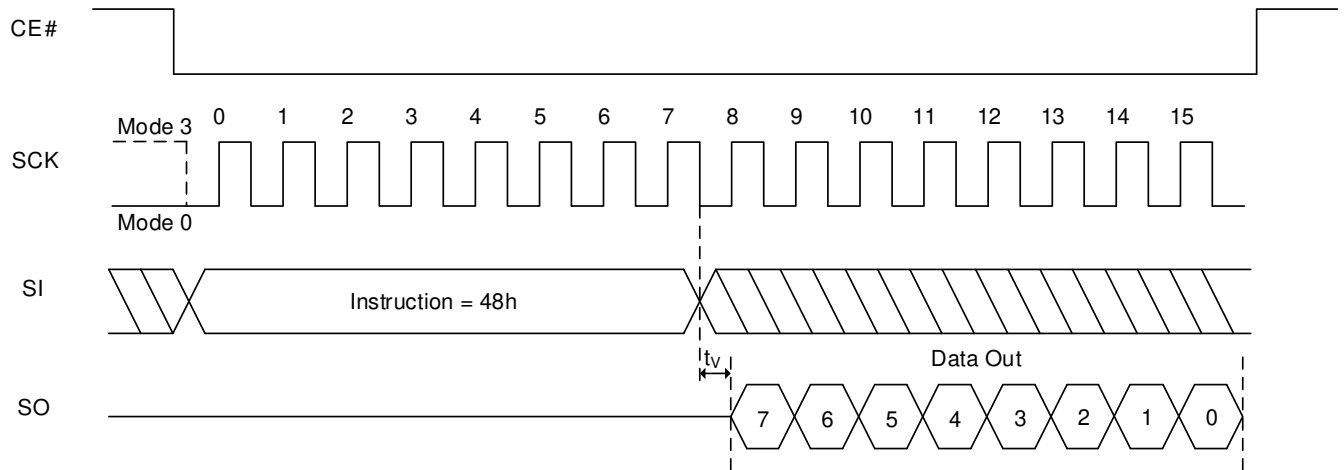 CE#
0 1 2 3 4 5 6 7 8 9 10 11 12 13 14 15
Mode 3
SCK
Mode 0
SI
Instruction = 48h
tV
Data Out
SO
7 6 5 4 3 2 1 0